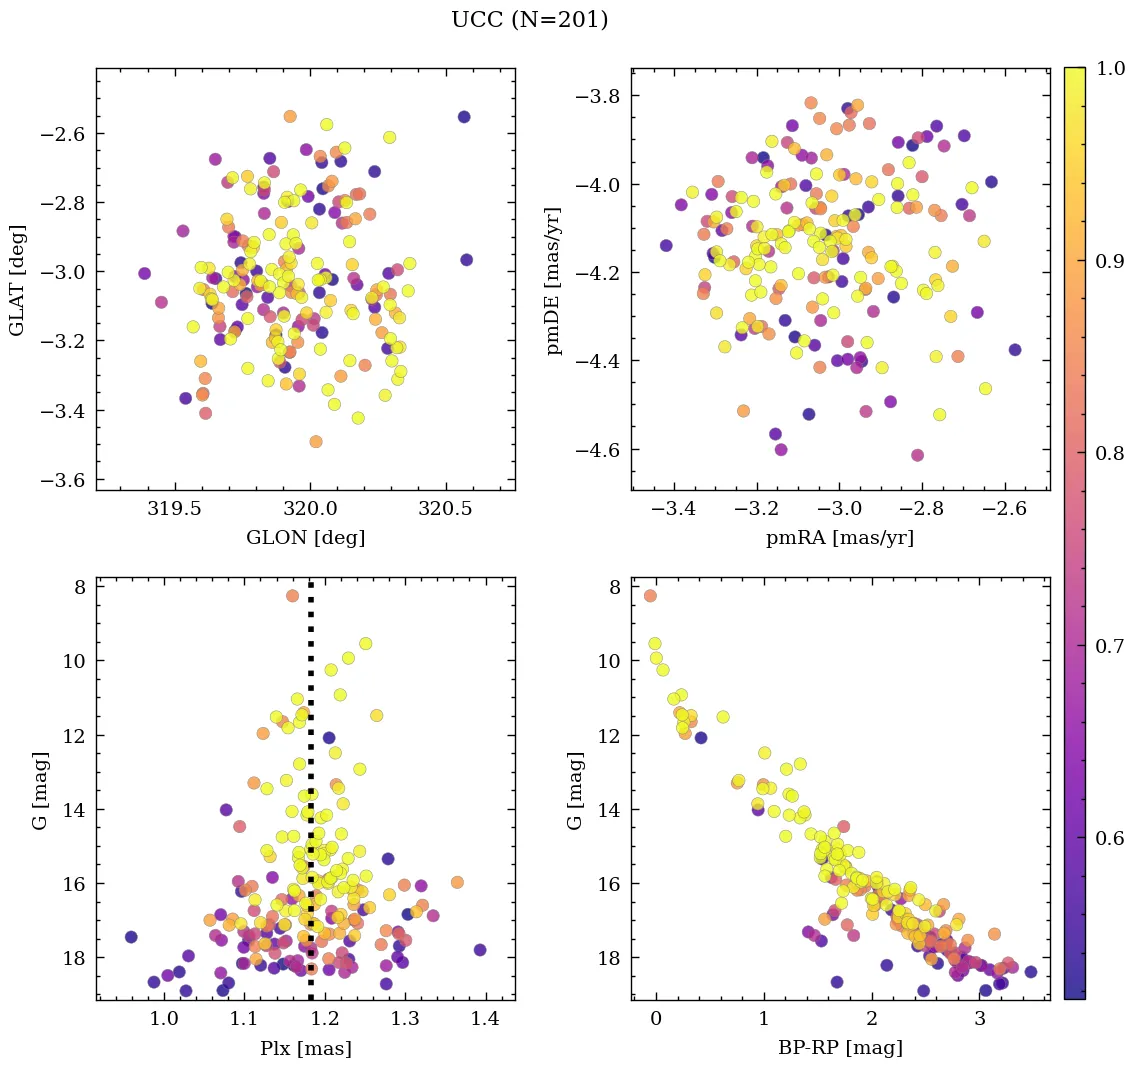 UCC (N=201)
−2.6
−2.8
−3.0
−3.2
−3.4
−3.6
GLAT [deg]
319.5 320.0 320.5
GLON [deg]
−3.8
−4.0
−4.2
−4.4
−4.6
pmDE [mas/yr]
−3.4 −3.2 −3.0 −2.8 −2.6
pmRA [mas/yr]
8
10
12
14
16
18
G [mag]
1.0 1.1 1.2 1.3 1.4
Plx [mas]
8
10
12
14
16
18
G [mag]
0 1 2 3
BP-RP [mag]
1.0
0.9
0.8
0.7
0.6